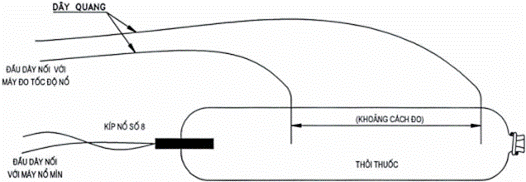 DÂY QUANG
ĐẦU DÂY NỐI VỚI
MÁY ĐO TỐC ĐỘ NỔ
KÍP NỔ SỐ 8
(KHOẢNG CÁCH ĐO)
ĐẦU DÂY NỐI
VỚI MÁY NỔ MÌN
THỎI THUỐC